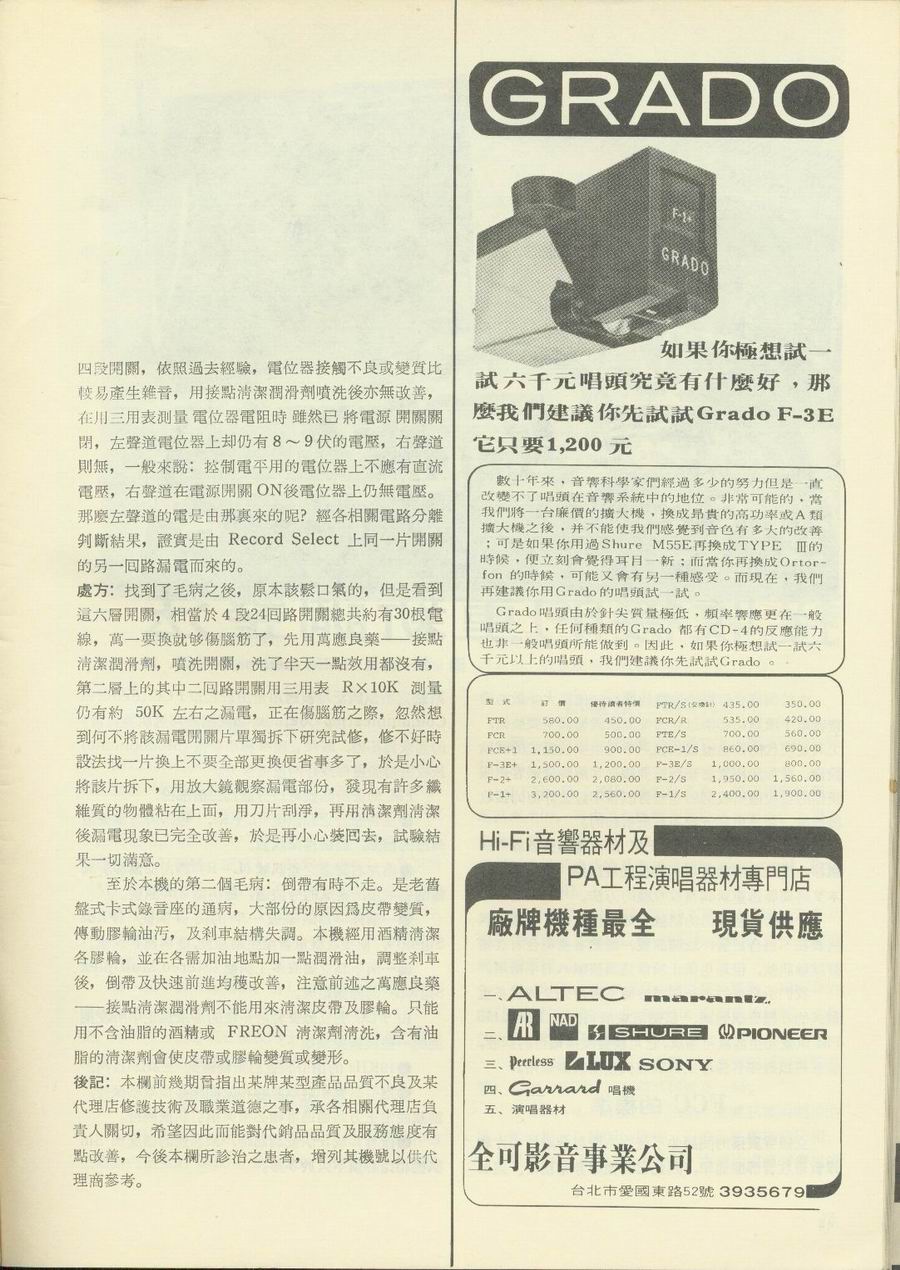 四段開關，依照過去經驗，電位器接觸不良或變質比
較易產生雜音，用接點清潔潤滑劑噴洗後亦無改善，
在用三用表測量電位器電阻時雖然已將電源開關關
閉，左聲道電位器上却仍有8～9伏的電壓，右聲道
則無，一般來說：控制電平用的電位器上不應有直流
電壓，右聲道在電源開關ON後電位器上仍無電壓。
那麽左聲道的電是由那裏來的呢？經各相關電路分離
判斷結果，證實是由 Record Select 上同一片開關
的另一回路漏電而來的。
處方：找到了毛病之後，原本該鬆口氣的，但是看到
這六層開關，相當於4段24回路開關總共約有30根電
線，萬一要換就够傷腦筋了，先用萬應良藥——接點
清潔潤滑劑，噴洗開關，洗了半天一點效用都沒有，
第二層上的其中二回路開關用三用表 R×10K 測量
仍有約 50K 左右之漏電，正在傷腦筋之際，忽然想
到何不將該漏電開關片單獨拆下研究試修，修不好時
設法找一片換上不要全部更換便省事多了，於是小心
將該片拆下，用放大鏡觀察漏電部份，發現有許多纖
維質的物體粘在上面，用刀片刮淨，再用清潔劑清潔
後漏電現象已完全改善，於是再小心裝回去，試驗結
果一切滿意。
至於本機的第二個毛病：倒帶有時不走。是老舊
盤式卡式錄音座的通病，大部份的原因爲皮帶變質，
傳動膠輪油汚，及刹車結構失調。本機經用酒精清潔
各膠輪，並在各需加油地點加一點潤滑油，調整刹車
後，倒帶及快速前進均穫改善，注意前述之萬應良藥
——接點清潔潤滑劑不能用來清潔皮帶及膠輪。只能
用不含油脂的酒精或 FREON 清潔劑清洗，含有油
脂的清潔劑會使皮帶或膠輪變質或變形。
後記：本欄前幾期曾指出某牌某型產品品質不良及某
代理店修護技術及職業道德之事，承各相關代理店負
責人關切，希望因此而能對代銷品品質及服務態度有
點改善，今後本欄所診治之患者，增列其機號以供代
理商參考。
GRADO
F-1+
GRADO
如果你極想試一
試六千元唱頭究竟有什麼好，那
麼我們建議你先試試Grado F-3E
它只要1,200 元
數十年來，音響科學家們經過多少的努力但是一直
改變不了唱頭在音響系統中的地位。非常可能的，當
我們將一台廉價的擴大機，換成昂貴的高功率或A類
擴大機之後，并不能使我們感覺到音色有多大的改善
；可是如果你用過Shure M55E再換成TYPE Ⅲ的
時候，便立刻會覺得耳目一新；而當你再換成Ortor-
fon 的時候，可能又會有另一種感受。而現在，我們
再建議你用Grado的唱頭試一試。
Grado唱頭由於針尖質量極低，頻率響應更在一般
唱頭之上，任何種類的Grado 都有CD-4的反應能力
也非一般唱頭所能做到。因此，如果你極想試一試六
千元以上的唱頭，我們建議你先試試Grado 。
型式 訂價 優待讀者特價 FTR/S(交換針) 435.00 350.00
FTR 580.00 450.00 FCR/R 535.00 420.00
FCR 700.00 500.00 FTE/S 700.00 560.00
FCE+1 1,150.00 900.00 FCE-1/S 860.00 690.00
F-3E+ 1,500.00 1,200.00 F-3E/S 1,000.00 800.00
F-2+ 2,600.00 2,080.00 F-2/S 1,950.00 1,560.00
F-1+ 3,200.00 2,560.00 F-1/S 2,400.00 1,900.00
Hi-Fi音響器材及
PA工程演唱器材專門店
廠牌機種最全 現貨供應
一、ALTEC marantz.
二、AR NAD SHURE PIONEER
三、Peerless LUX SONY
四、Garrard 唱機
五、演唱器材
全可影音事業公司
台北市愛國東路52號 3935679